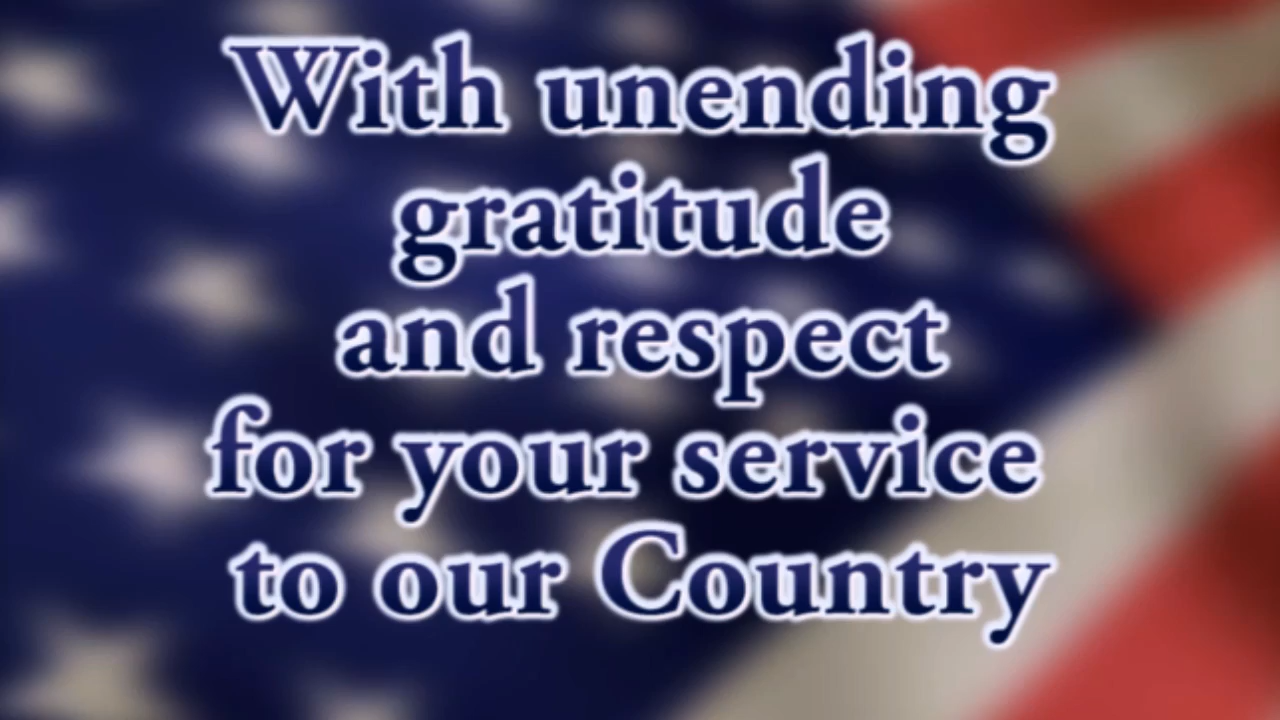 With unending
gratitude
and respect
for your service
to our Country